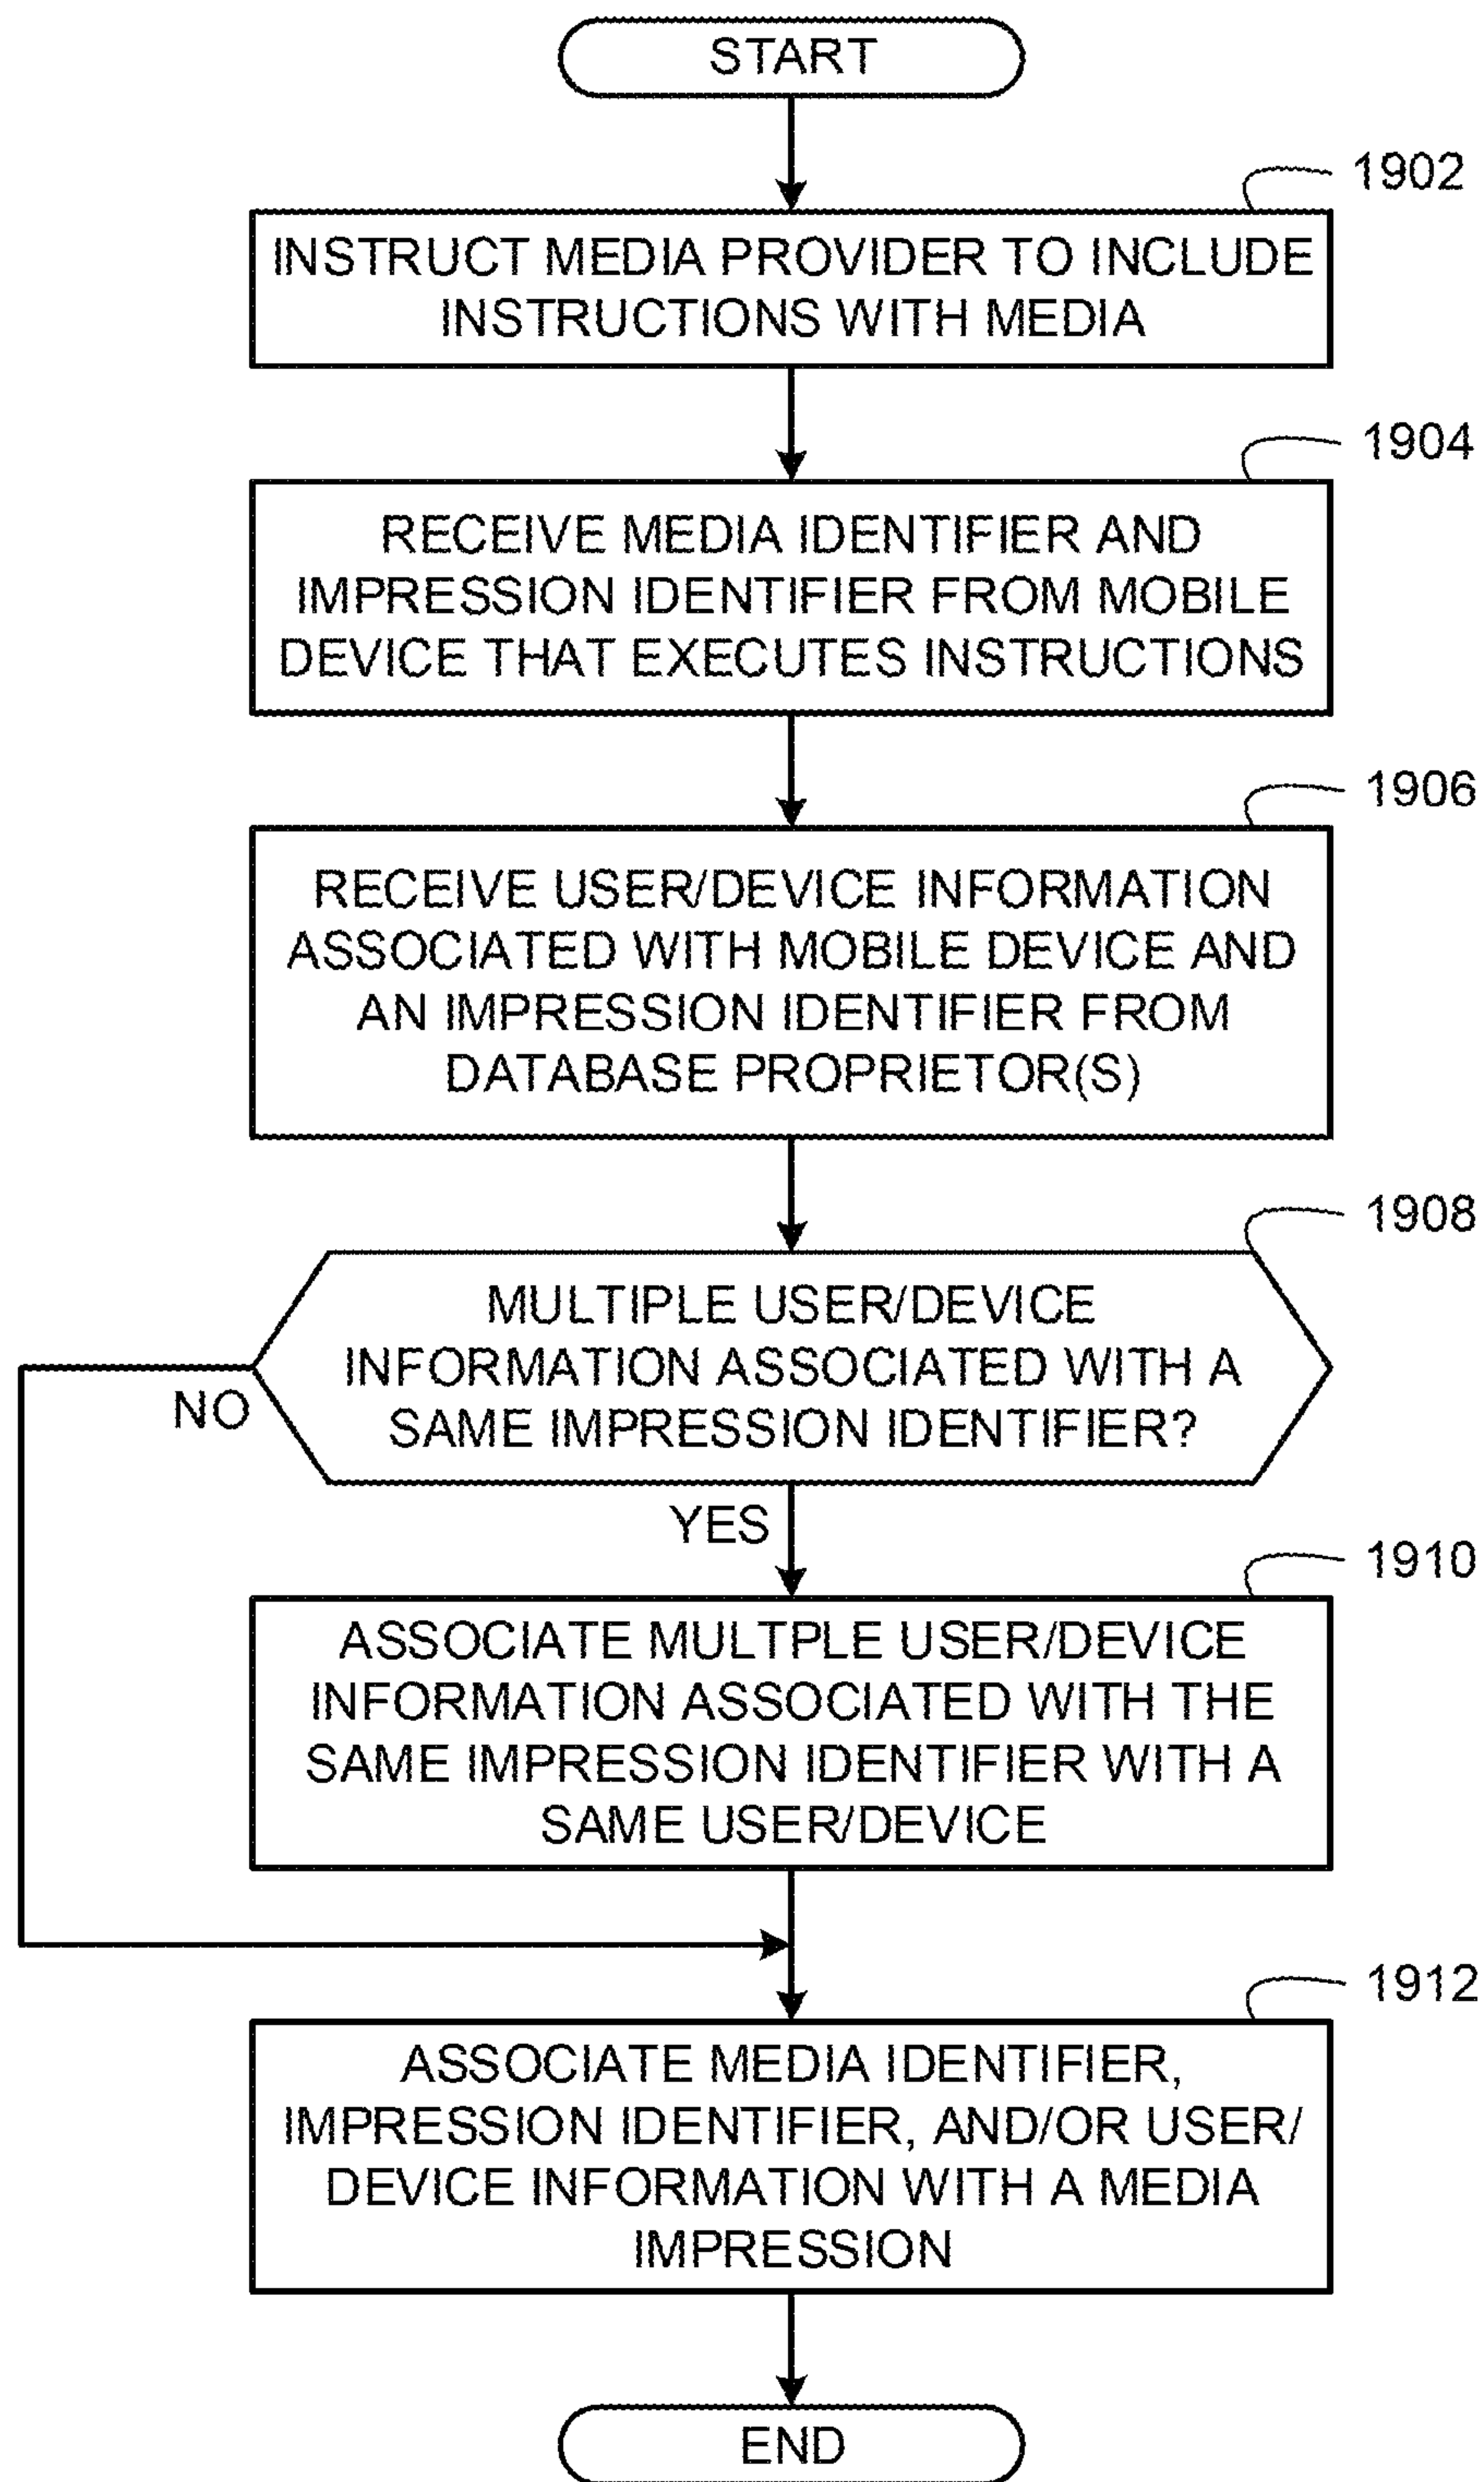 START
1902
INSTRUCT MEDIA PROVIDER TO INCLUDE
INSTRUCTIONS WITH MEDIA
1904
RECEIVE MEDIA IDENTIFIER AND
IMPRESSION IDENTIFIER FROM MOBILE
DEVICE THAT EXECUTES INSTRUCTIONS
1906
RECEIVE USER/DEVICE INFORMATION
ASSOCIATED WITH MOBILE DEVICE AND
AN IMPRESSION IDENTIFIER FROM
DATABASE PROPRIETOR(S)
1908
MULTIPLE USER/DEVICE
INFORMATION ASSOCIATED WITH A
SAME IMPRESSION IDENTIFIER?
NO
YES
1910
ASSOCIATE MULTPLE USER/DEVICE
INFORMATION ASSOCIATED WITH THE
SAME IMPRESSION IDENTIFIER WITH A
SAME USER/DEVICE
1912
ASSOCIATE MEDIA IDENTIFIER,
IMPRESSION IDENTIFIER, AND/OR USER/
DEVICE INFORMATION WITH A MEDIA
IMPRESSION
END